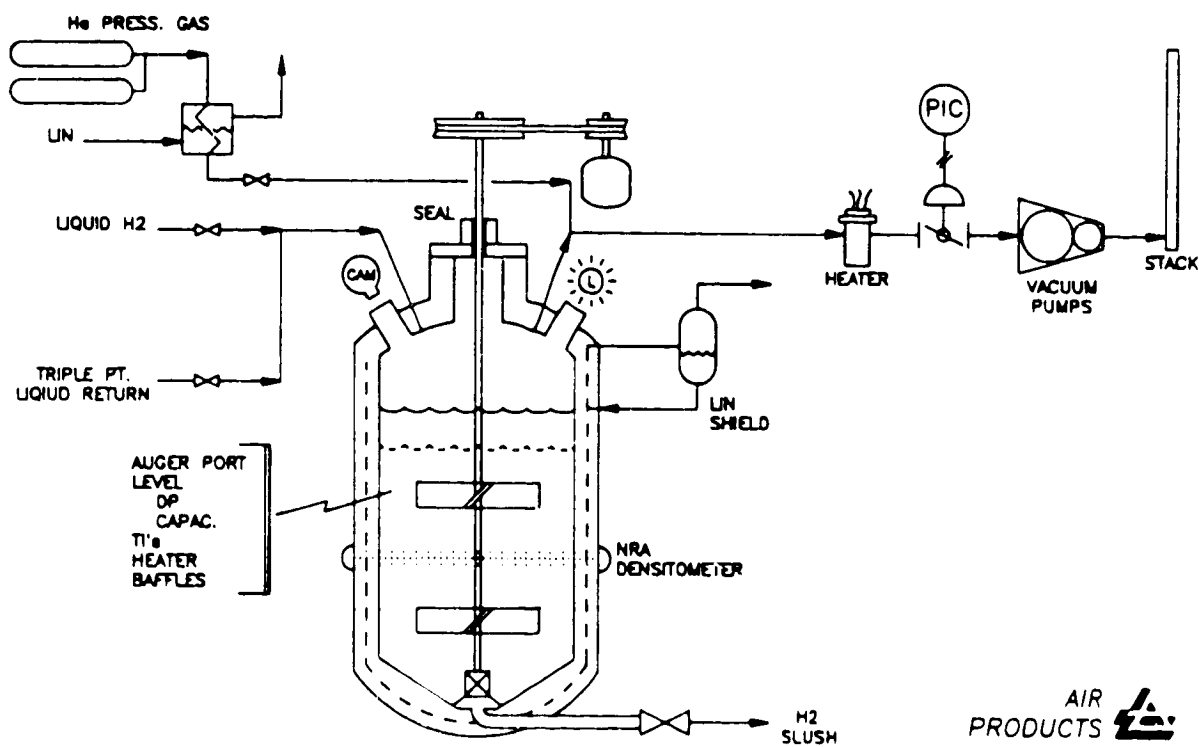 He PRESS. GAS
LIN
LIQUID H2
TRIPLE PT.
LIQIUD RETURN
SEAL
CAM
L
PIC
HEATER
VACUUM
PUMPS
STACK
LIN
SHIELD
AUGER PORT
LEVEL
DP
CAPAC.
TI's
HEATER
BAFFLES
NRA
DENSITOMETER
H2
SLUSH
AIR
PRODUCTS